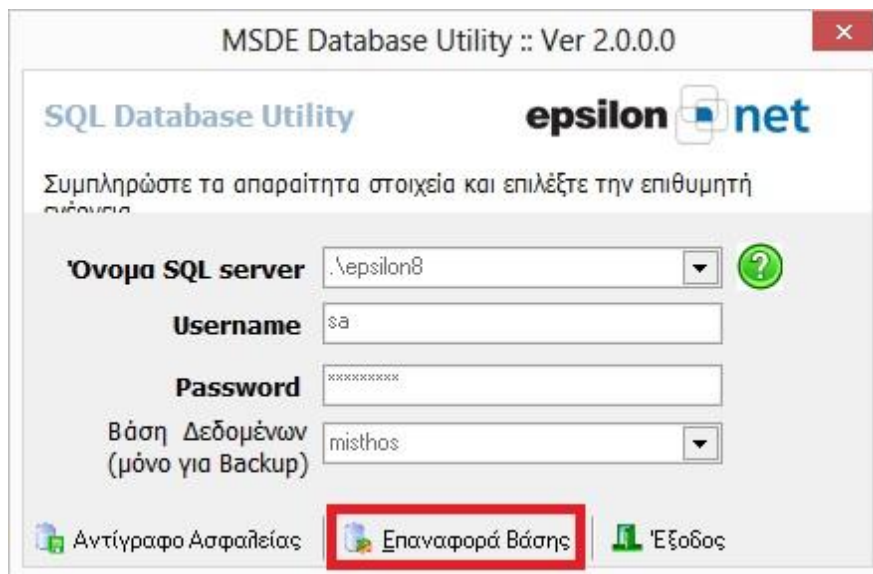 MSDE Database Utility :: Ver 2.0.0.0
SQL Database Utility
epsilon net
Συμπληρώστε τα απαραίτητα στοιχεία και επιλέξτε την επιθυμητή
Όνομα SQL server
.\epsilon8
Username
sa
Password
*********
Βάση Δεδομένων
(μόνο για Backup)
misthos
Αντίγραφο Ασφαλείας
Επαναφορά Βάσης
Έξοδος